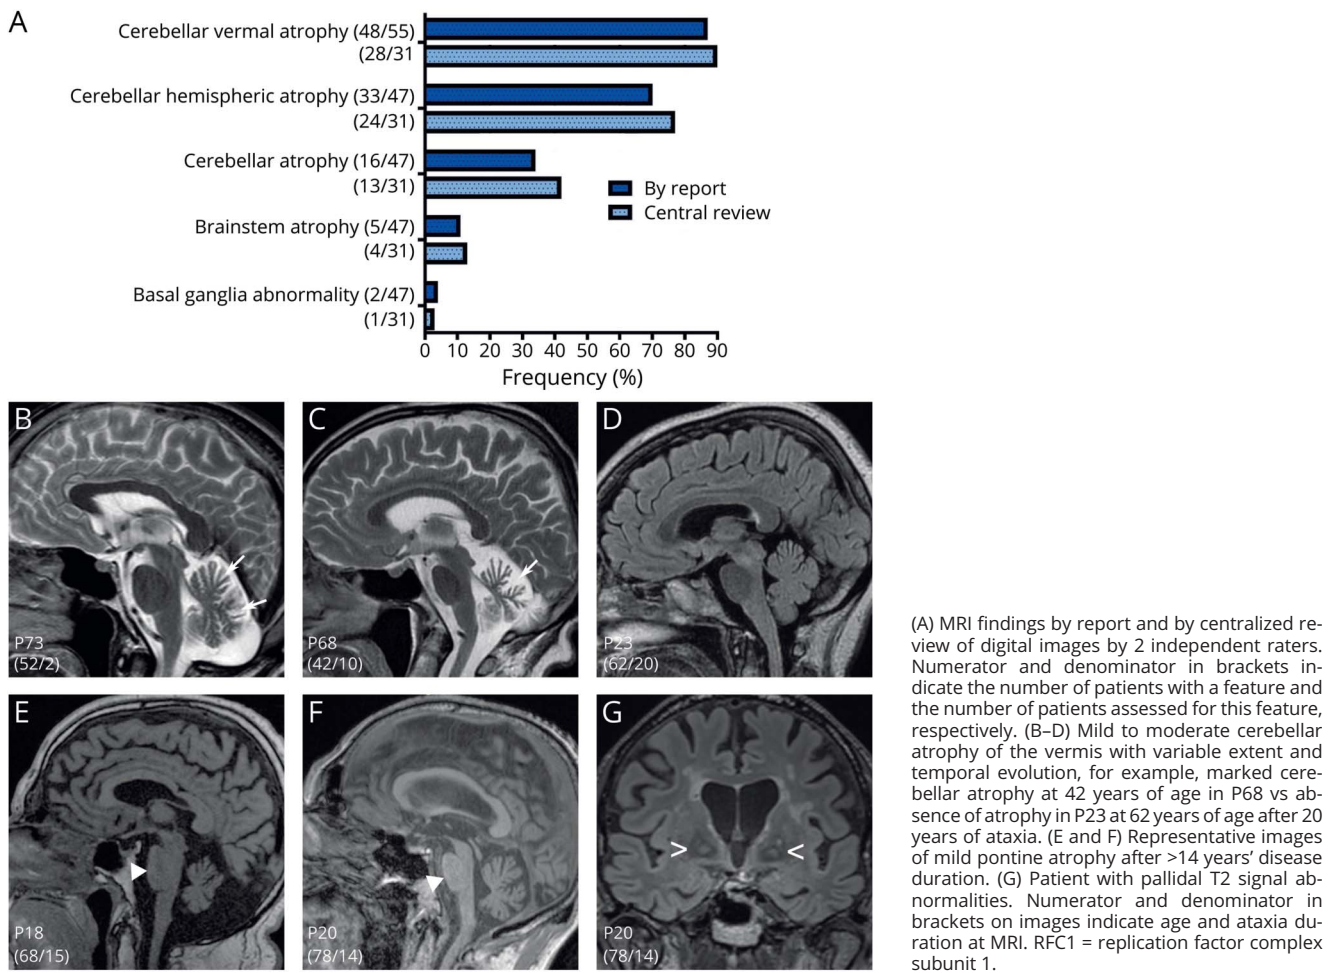 A
Cerebellar vermal atrophy (48/55)
(28/31
Cerebellar hemispheric atrophy (33/47)
(24/31)
Cerebellar atrophy (16/47)
(13/31)
Brainstem atrophy (5/47)
(4/31)
Basal ganglia abnormality (2/47)
(1/31)
By report
Central review
0 10 20 30 40 50 60 70 80 90
Frequency (%)
B
P73
(52/2)
C
P68
(42/10)
D
P23
(62/20)
E
P18
(68/15)
F
P20
(78/14)
G
> <
P20
(78/14)
(A) MRI findings by report and by centralized re-
view of digital images by 2 independent raters.
Numerator and denominator in brackets in-
dicate the number of patients with a feature and
the number of patients assessed for this feature,
respectively. (B–D) Mild to moderate cerebellar
atrophy of the vermis with variable extent and
temporal evolution, for example, marked cere-
bellar atrophy at 42 years of age in P68 vs ab-
sence of atrophy in P23 at 62 years of age after 20
years of ataxia. (E and F) Representative images
of mild pontine atrophy after >14 years' disease
duration. (G) Patient with pallidal T2 signal ab-
normalities. Numerator and denominator in
brackets on images indicate age and ataxia du-
ration at MRI. RFC1 = replication factor complex
subunit 1.